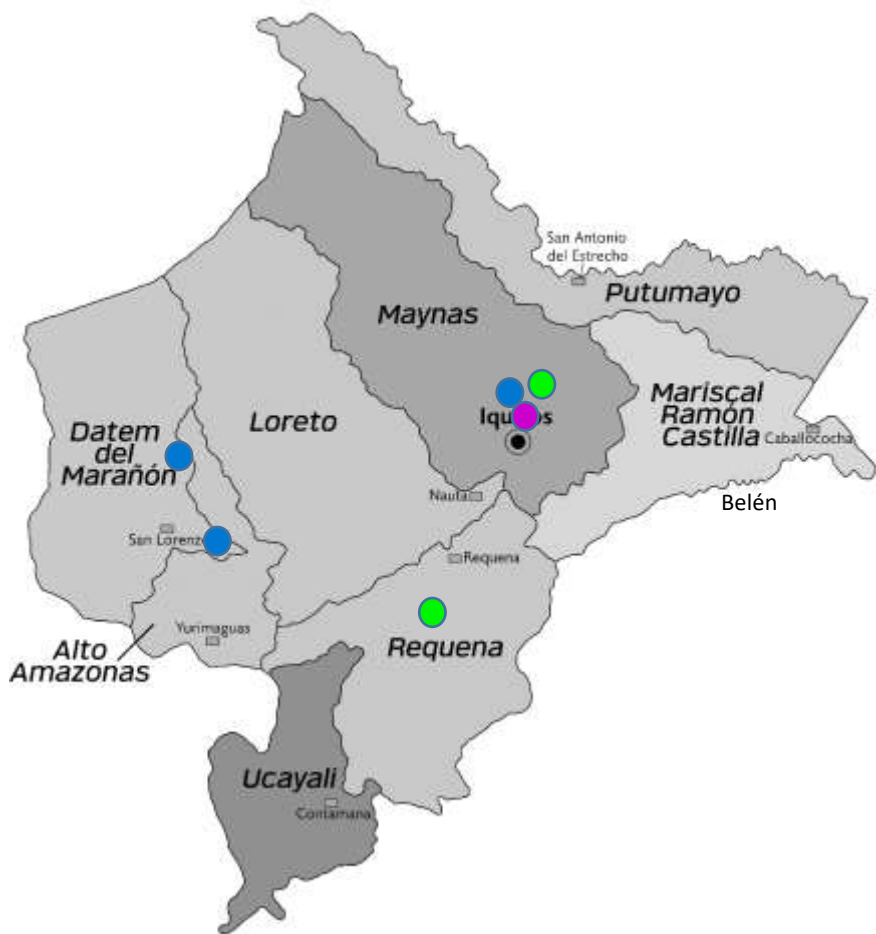 San Antonio
del Estrecho
Putumayo
Maynas
Mariscal
Ramón
Castilla
Caballococha
Loreto
Datem
del
Marañón
Nauta
Belén
San Lorenzo
Requena
Yurimaguas
Alto
Amazonas
Requena
Ucayali
Contamana